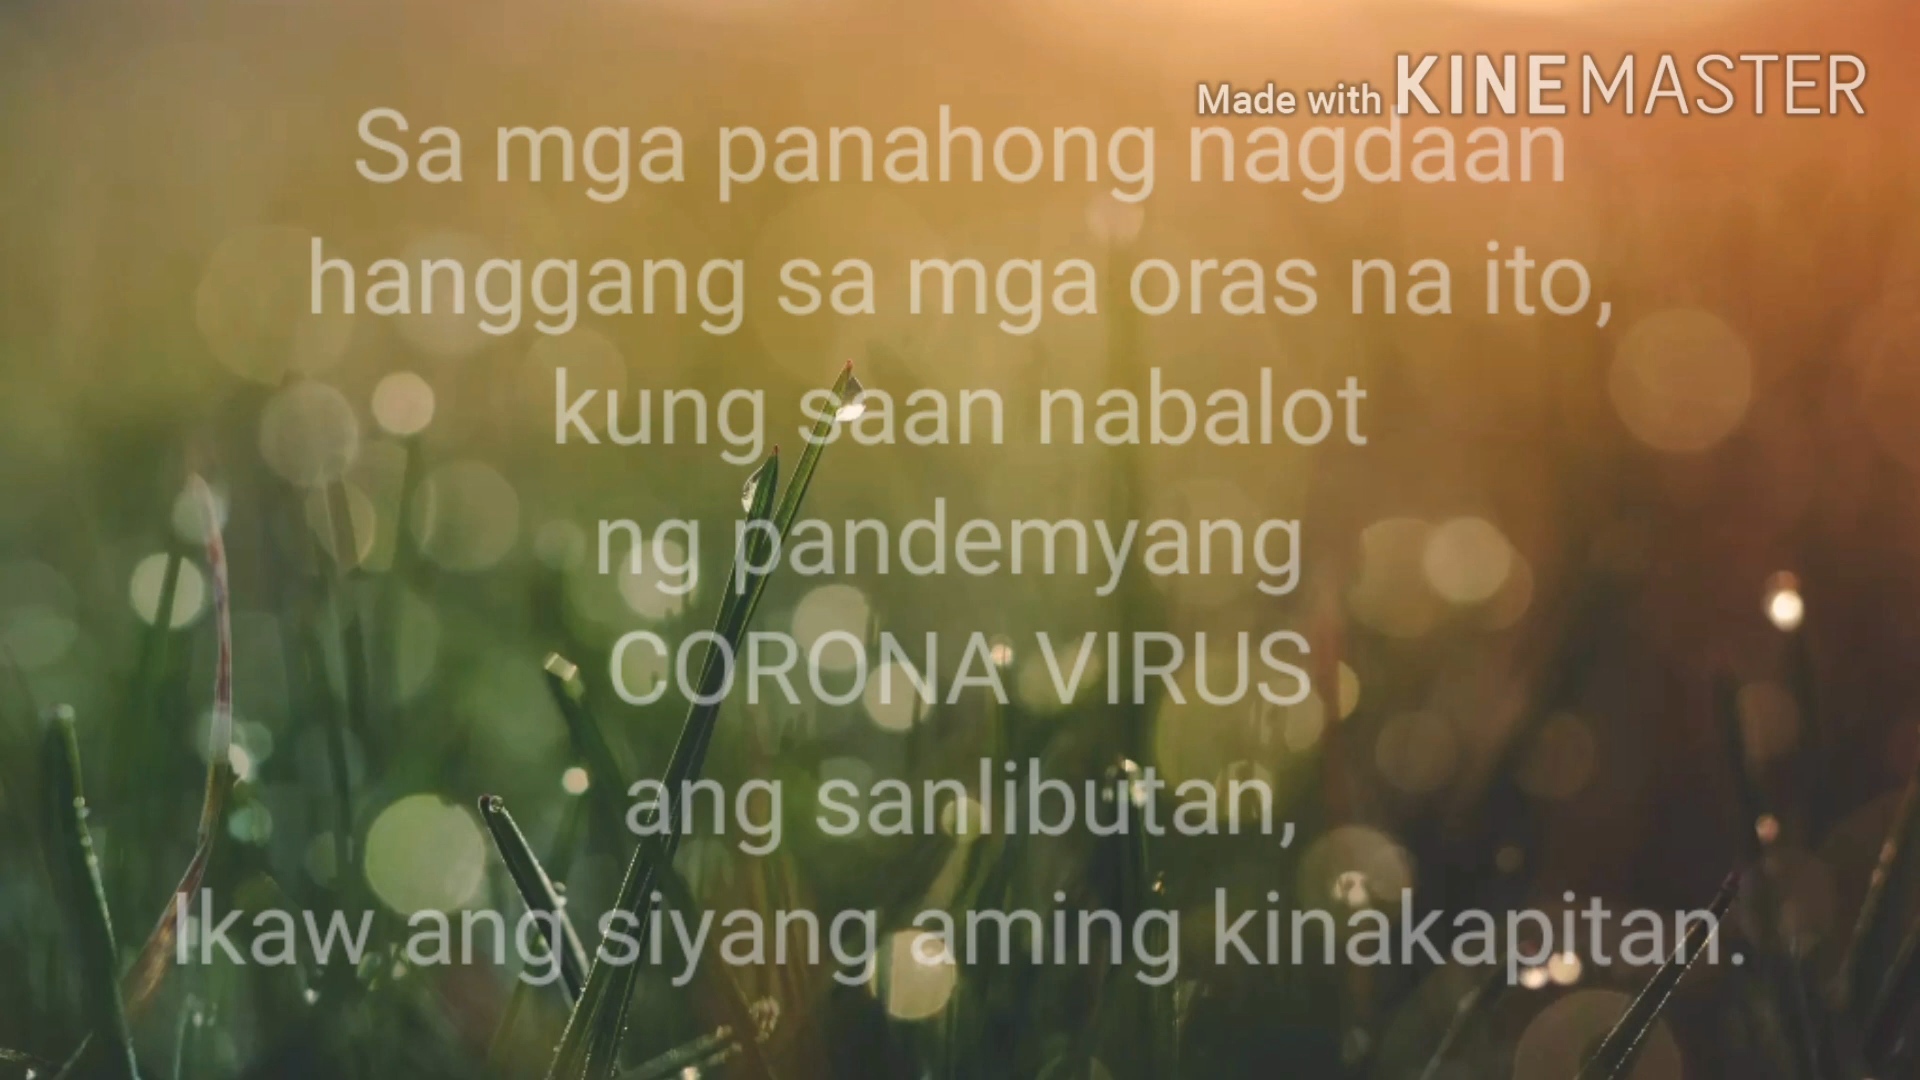 Made with KINEMASTER
Sa mga panahong nagdaan
hanggang sa mga oras na ito,
kung saan nabalot
ng pandemyang
CORONA VIRUS
ang sanlibutan,
Ikaw ang siyang aming kinakapitan.